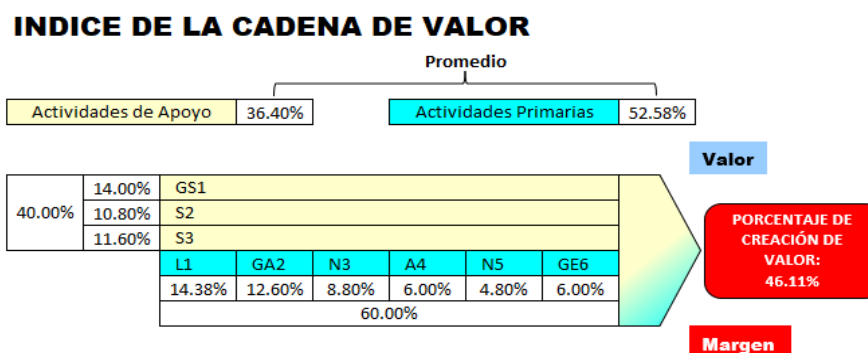 INDICE DE LA CADENA DE VALOR
Promedio
Actividades de Apoyo 36.40% Actividades Primarias 52.58%
Valor
40.00%
14.00% GS1
10.80% S2
11.60% S3
L1 GA2 N3 A4 N5 GE6
14.38% 12.60% 8.80% 6.00% 4.80% 6.00%
60.00%
PORCENTAJE DE
CREACIÓN DE
VALOR:
46.11%
Margen